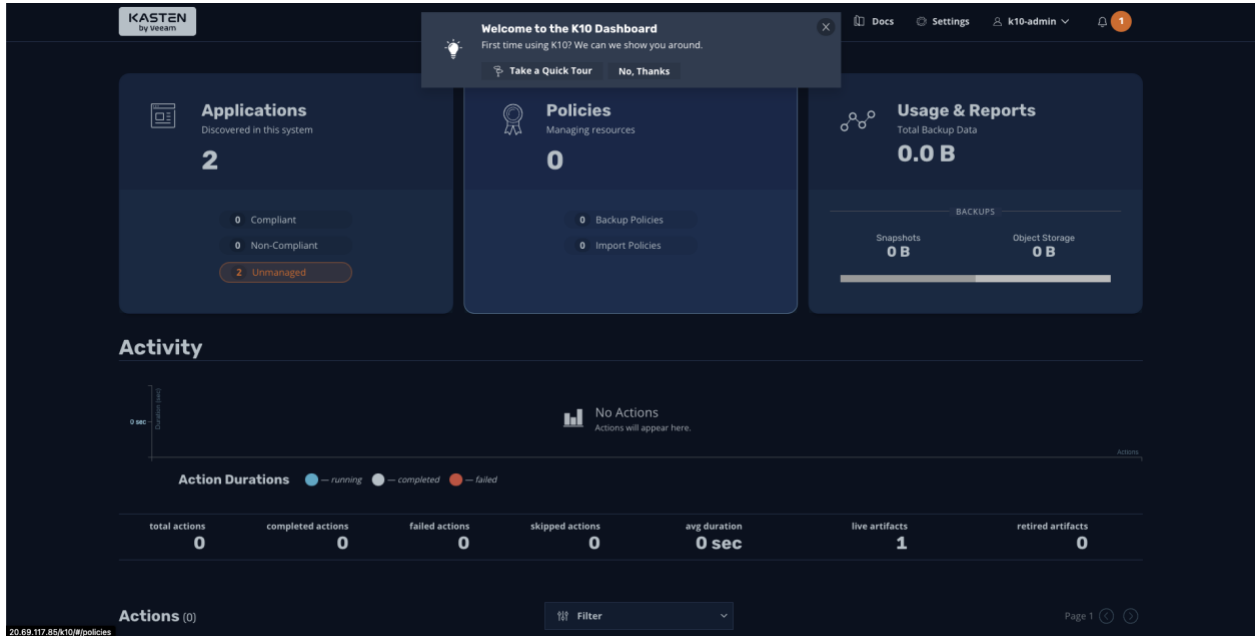 KASTEN
by veeam
Welcome to the K10 Dashboard
First time using K10? We can we show you around.
Take a Quick Tour
No, Thanks
Docs
Settings
k10-admin
1
Applications
Discovered in this system
2
0 Compliant
0 Non-Compliant
2 Unmanaged
Policies
Managing resources
0
0 Backup Policies
0 Import Policies
Usage & Reports
Total Backup Data
0.0 B
BACKUPS
Snapshots
0 B
Object Storage
0 B
Activity
Duration (sec)
0 sec
No Actions
Actions will appear here.
Actions
Action Durations — running — completed — failed
total actions
0
completed actions
0
failed actions
0
skipped actions
0
avg duration
0 sec
live artifacts
1
retired artifacts
0
Actions (0)
Filter
Page 1
20.69.117.85/k10/#/policies